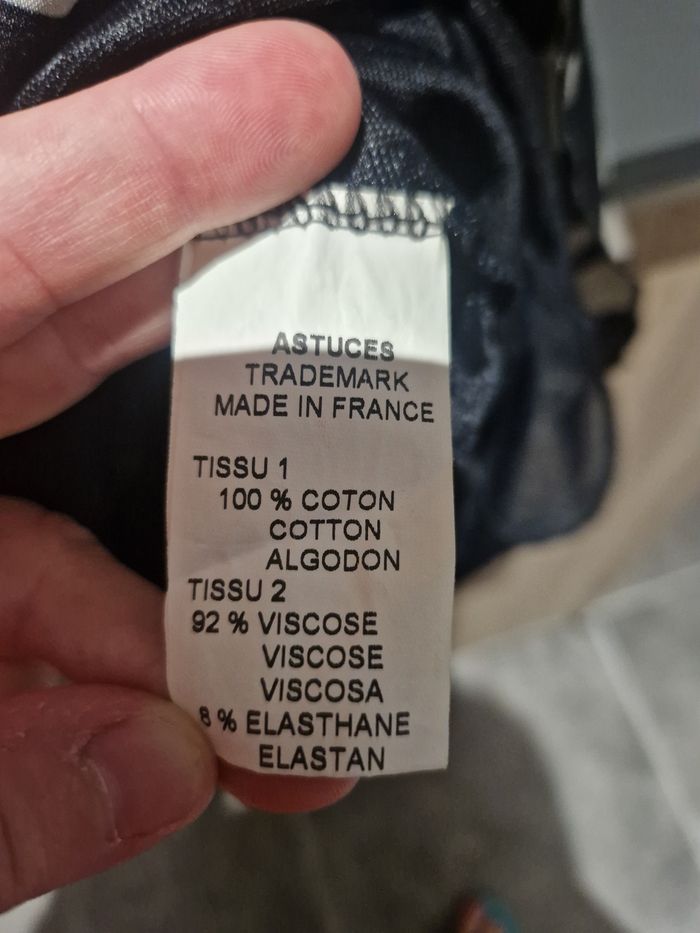 ASTUCES
TRADEMARK
MADE IN FRANCE
TISSU 1
100 % COTON
COTTON
ALGODON
TISSU 2
92 % VISCOSE
VISCOSE
VISCOSA
8 % ELASTHANE
ELASTAN